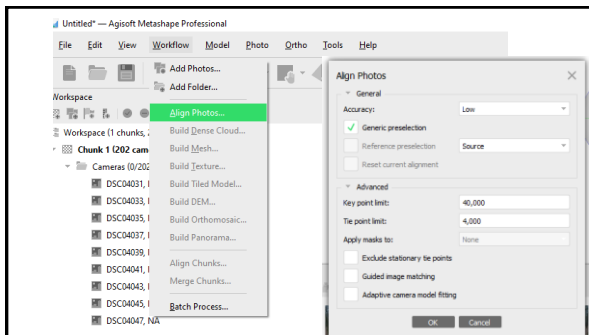 Untitled* — Agisoft Metashape Professional
File Edit View Workflow Model Photo Ortho Tools Help
Add Photos...
Add Folder...
Align Photos...
Build Dense Cloud...
Build Mesh...
Build Texture...
Build Tiled Model...
Build DEM...
Build Orthomosaic...
Build Panorama...
Align Chunks...
Merge Chunks...
Batch Process...
Workspace
Workspace (1 chunks,
Chunk 1 (202 cam
Cameras (0/202
DSC04031,
DSC04033,
DSC04035,
DSC04037,
DSC04039,
DSC04041,
DSC04043,
DSC04045,
DSC04047, NA
Align Photos
General
Accuracy: Low
Generic preselection
Reference preselection Source
Reset current alignment
Advanced
Key point limit: 40,000
Tie point limit: 4,000
Apply masks to: None
Exclude stationary tie points
Guided image matching
Adaptive camera model fitting
OK Cancel